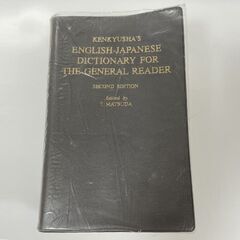 KENKYUSHA'S
ENGLISH-JAPANESE
DICTIONARY FOR
THE GENERAL READER
SECOND EDITION
Edited by
T. MATSUDA